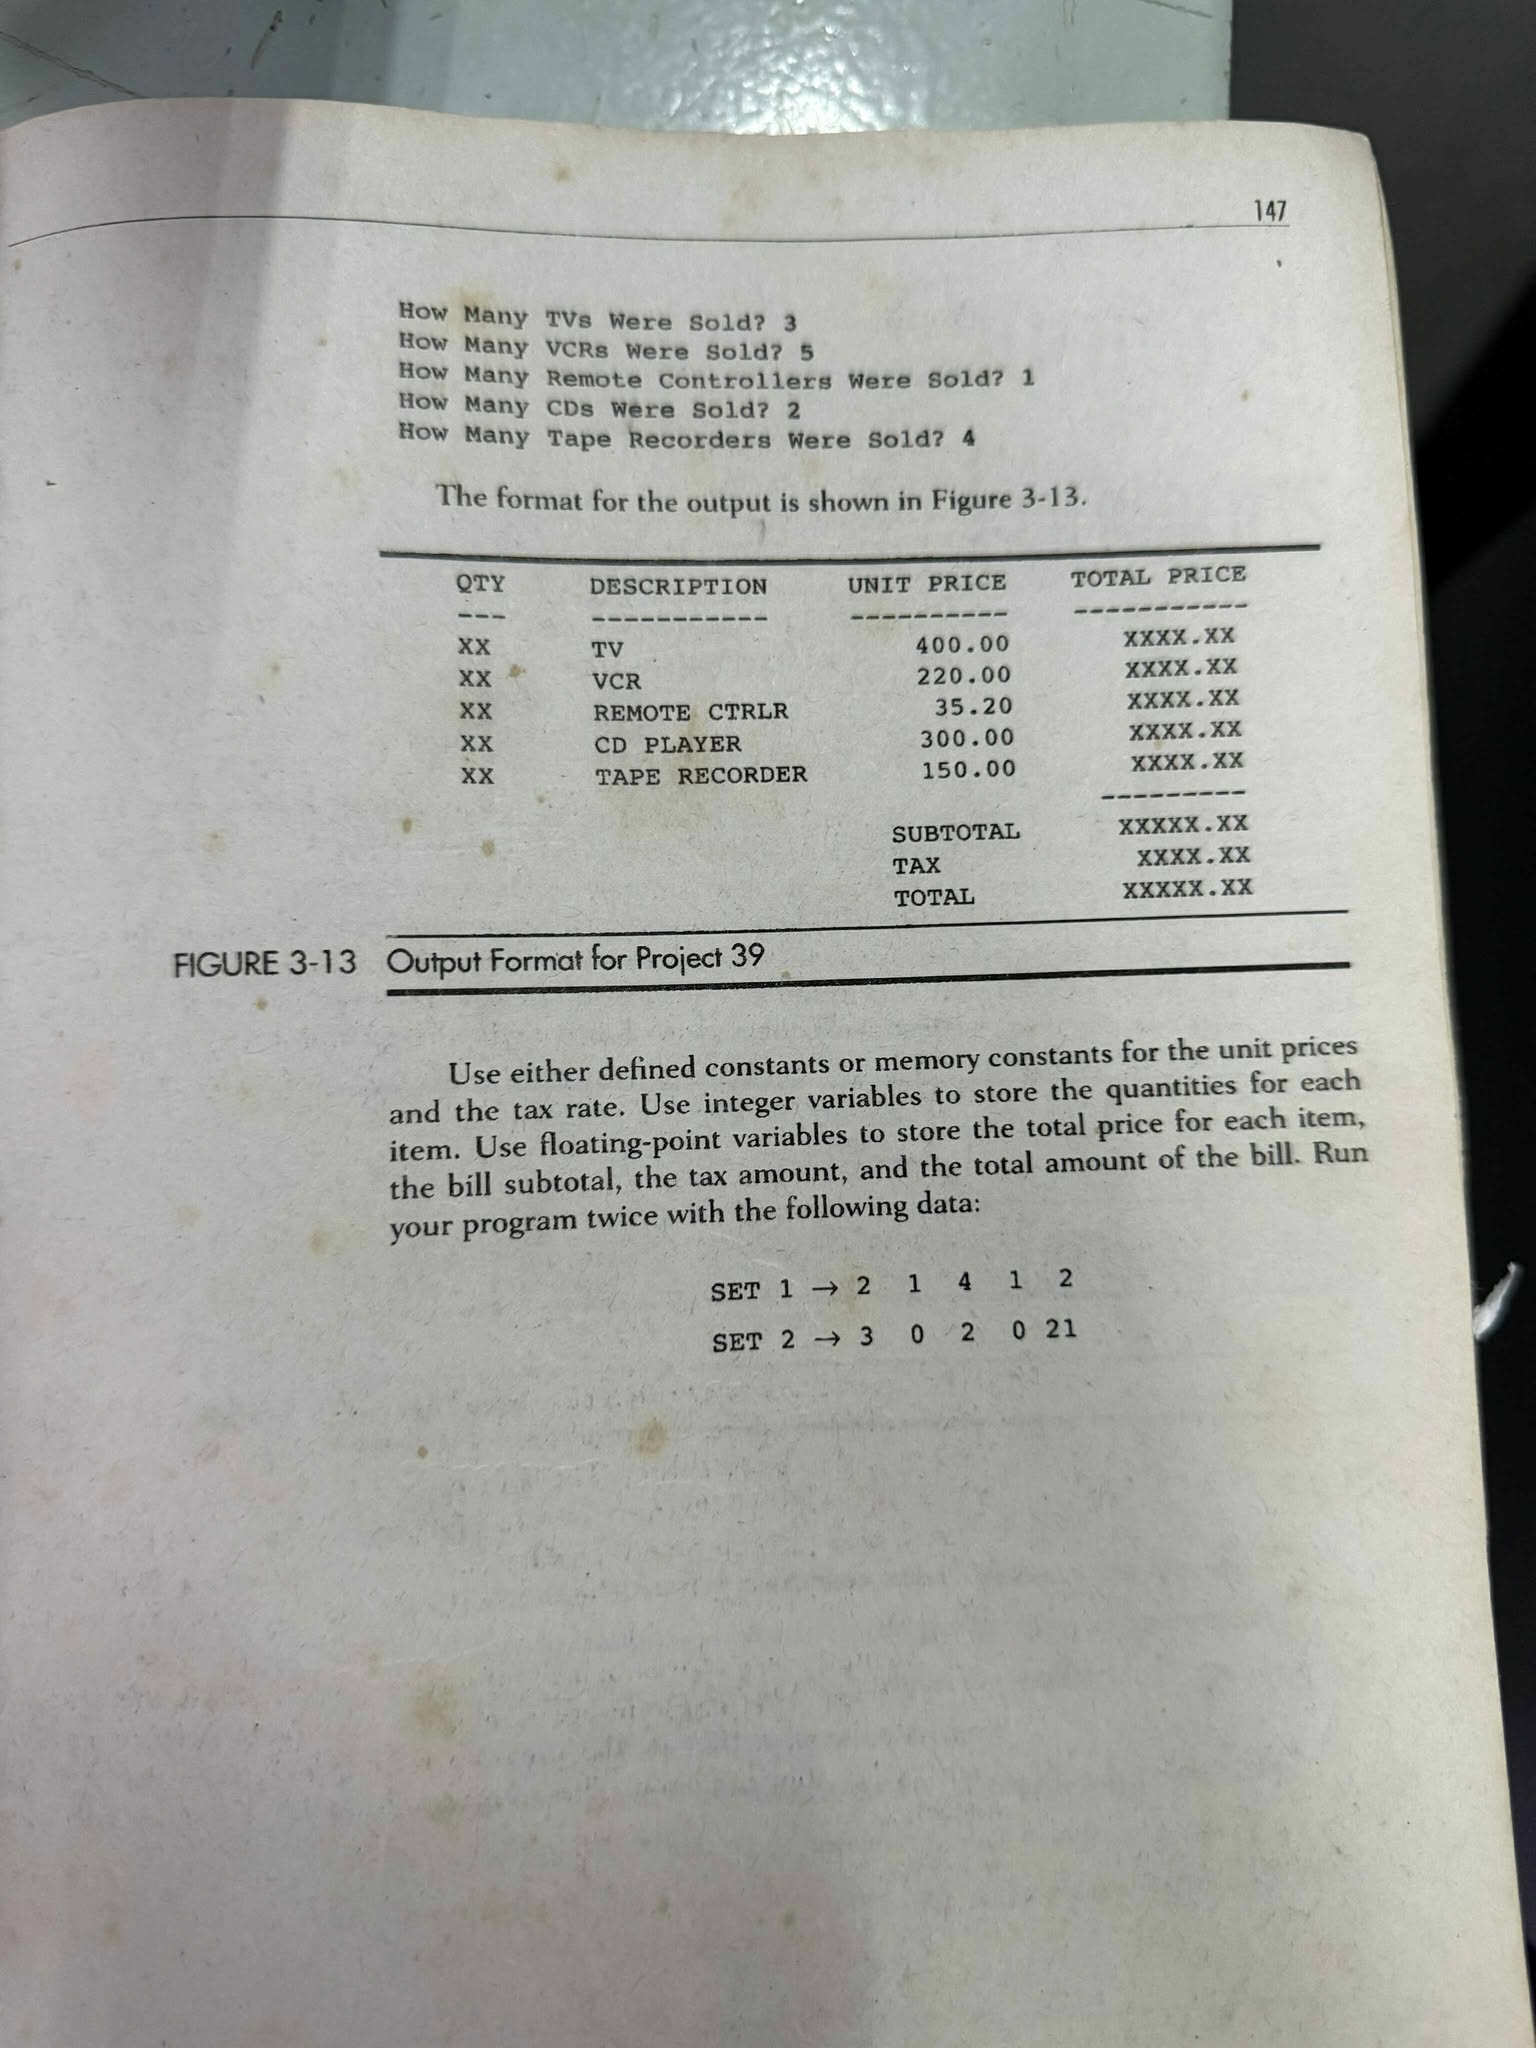 147
How Many TVs Were Sold? 3
How Many VCRs Were Sold? 5
How Many Remote Controllers Were Sold? 1
How Many CDs Were Sold? 2
How Many Tape Recorders Were Sold? 4
The format for the output is shown in Figure 3-13.
QTY DESCRIPTION UNIT PRICE TOTAL PRICE
--- ----------- ---------- -----------
XX TV 400.00 XXXX.XX
XX VCR 220.00 XXXX.XX
XX REMOTE CTRLR 35.20 XXXX.XX
XX CD PLAYER 300.00 XXXX.XX
XX TAPE RECORDER 150.00 XXXX.XX
---------
SUBTOTAL XXXXX.XX
TAX XXXX.XX
TOTAL XXXXX.XX
FIGURE 3-13 Output Format for Project 39
Use either defined constants or memory constants for the unit prices
and the tax rate. Use integer variables to store the quantities for each
item. Use floating-point variables to store the total price for each item,
the bill subtotal, the tax amount, and the total amount of the bill. Run
your program twice with the following data:
SET 1 → 2 1 4 1 2
SET 2 → 3 0 2 0 21